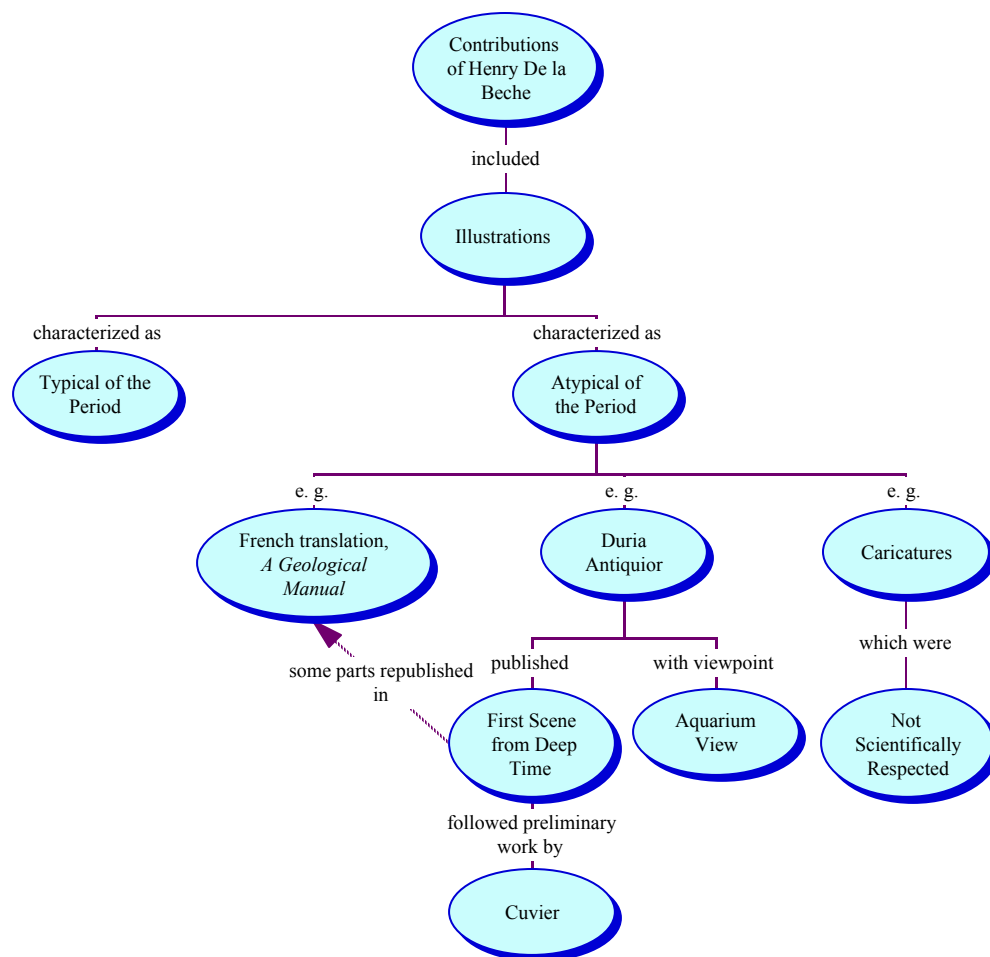 Contributions
of Henry De la
Beche
included
Illustrations
characterized as
characterized as
Typical of the
Period
Atypical of
the Period
e. g.
e. g.
e. g.
French translation,
A Geological
Manual
Duria
Antiquior
Caricatures
some parts republished
in
published
with viewpoint
which were
First Scene
from Deep
Time
Aquarium
View
Not
Scientifically
Respected
followed preliminary
work by
Cuvier